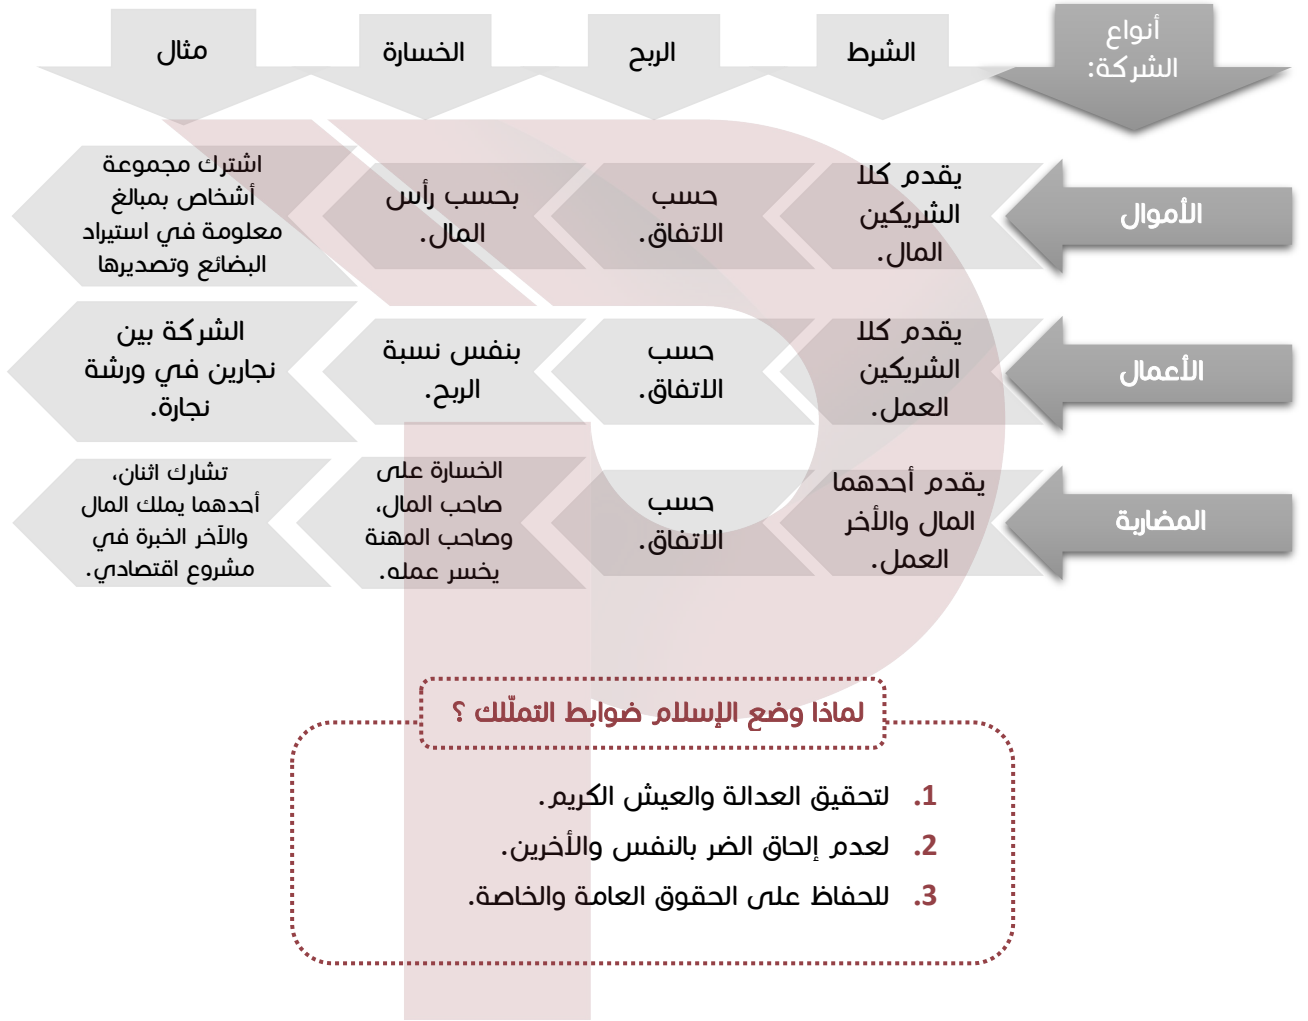 أنواع
الشركة:
الشرط
الربح
الخسارة
مثال
الأموال
يقدم كلا
الشريكين
المال.
حسب
الاتفاق.
بحسب رأس
المال.
اشترك مجموعة
أشخاص بمبالغ
معلومة في استيراد
البضائع وتصديرها
الأعمال
يقدم كلا
الشريكين
العمل.
حسب
الاتفاق.
بنفس نسبة
الربح.
الشركة بين
نجارين في ورشة
نجارة.
المضاربة
يقدم أحدهما
المال والأخر
العمل.
حسب
الاتفاق.
الخسارة على
صاحب المال،
وصاحب المهنة
يخسر عمله.
تشارك اثنان،
أحدهما يملك المال
والآخر الخبرة في
مشروع اقتصادي.
لماذا وضع الإسلام ضوابط التملّلك ؟
1. لتحقيق العدالة والعيش الكريم.
2. لعدم إلحاق الضر بالنفس والأخرين.
3. للحفاظ على الحقوق العامة والخاصة.